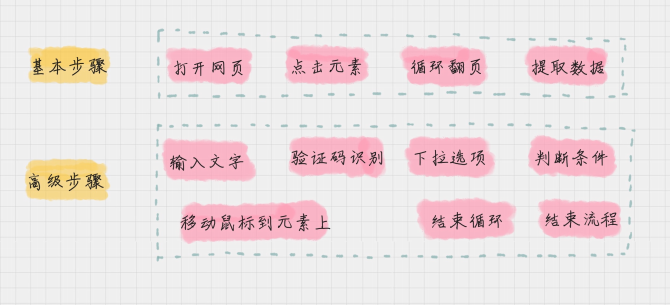 基本步骤
打开网页 点击元素 循环翻页 提取数据
高级步骤
输入文字 验证码识别 下拉选项 判断条件
移动鼠标到元素上 结束循环 结束流程